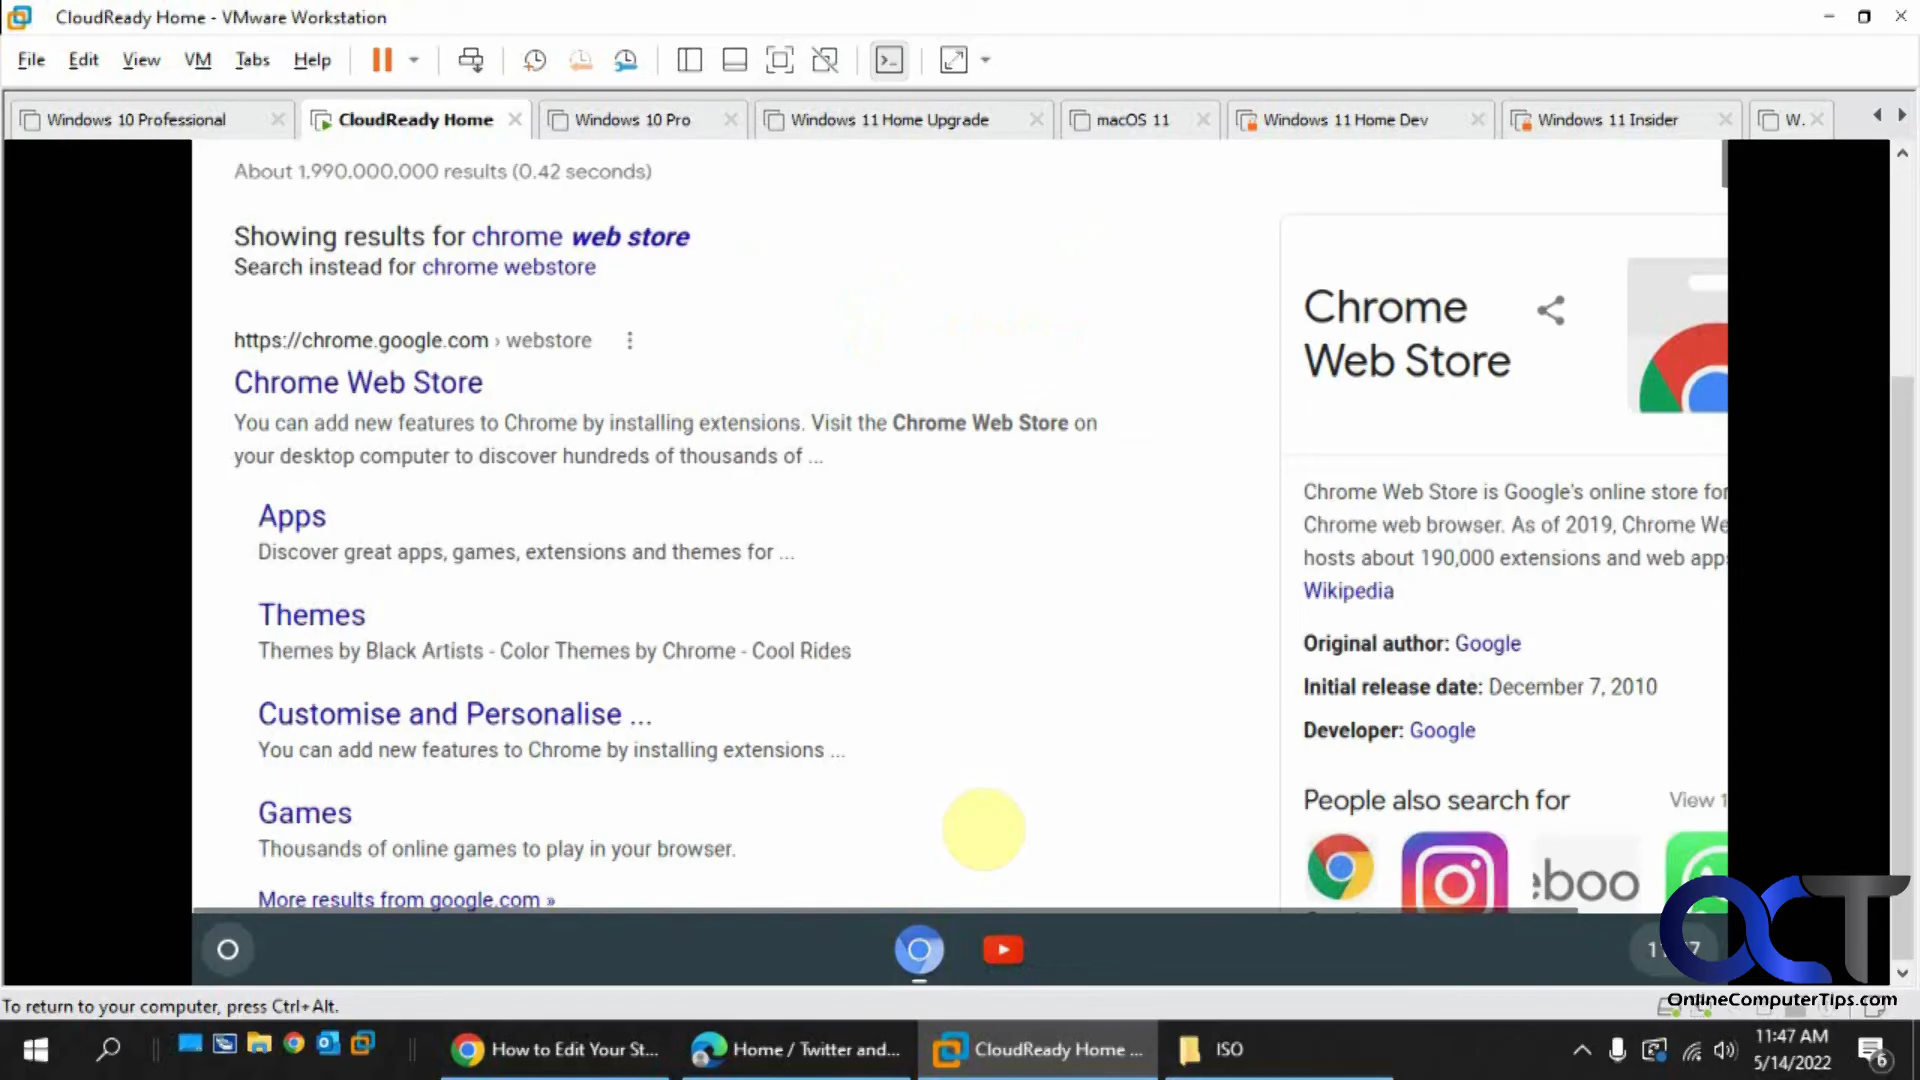 CloudReady Home - VMware Workstation
File Edit View VM Tabs Help
Windows 10 Professional
CloudReady Home
Windows 10 Pro
Windows 11 Home Upgrade
macOS 11
Windows 11 Home Dev
Windows 11 Insider
W.
About 1,990,000,000 results (0.42 seconds)
Showing results for chrome web store
Search instead for chrome webstore
https://chrome.google.com › webstore
Chrome Web Store
You can add new features to Chrome by installing extensions. Visit the Chrome Web Store on
your desktop computer to discover hundreds of thousands of ...
Apps
Discover great apps, games, extensions and themes for ...
Themes
Themes by Black Artists - Color Themes by Chrome - Cool Rides
Customise and Personalise ...
You can add new features to Chrome by installing extensions ...
Games
Thousands of online games to play in your browser.
More results from google.com »
Chrome
Web Store
Chrome Web Store is Google's online store for
Chrome web browser. As of 2019, Chrome We
hosts about 190,000 extensions and web apps
Wikipedia
Original author: Google
Initial release date: December 7, 2010
Developer: Google
People also search for
View 1
eboo
OCT
OnlineComputerTips.com
To return to your computer, press Ctrl+Alt.
How to Edit Your St...
Home / Twitter and...
CloudReady Home ...
ISO
11:47 AM
5/14/2022
6